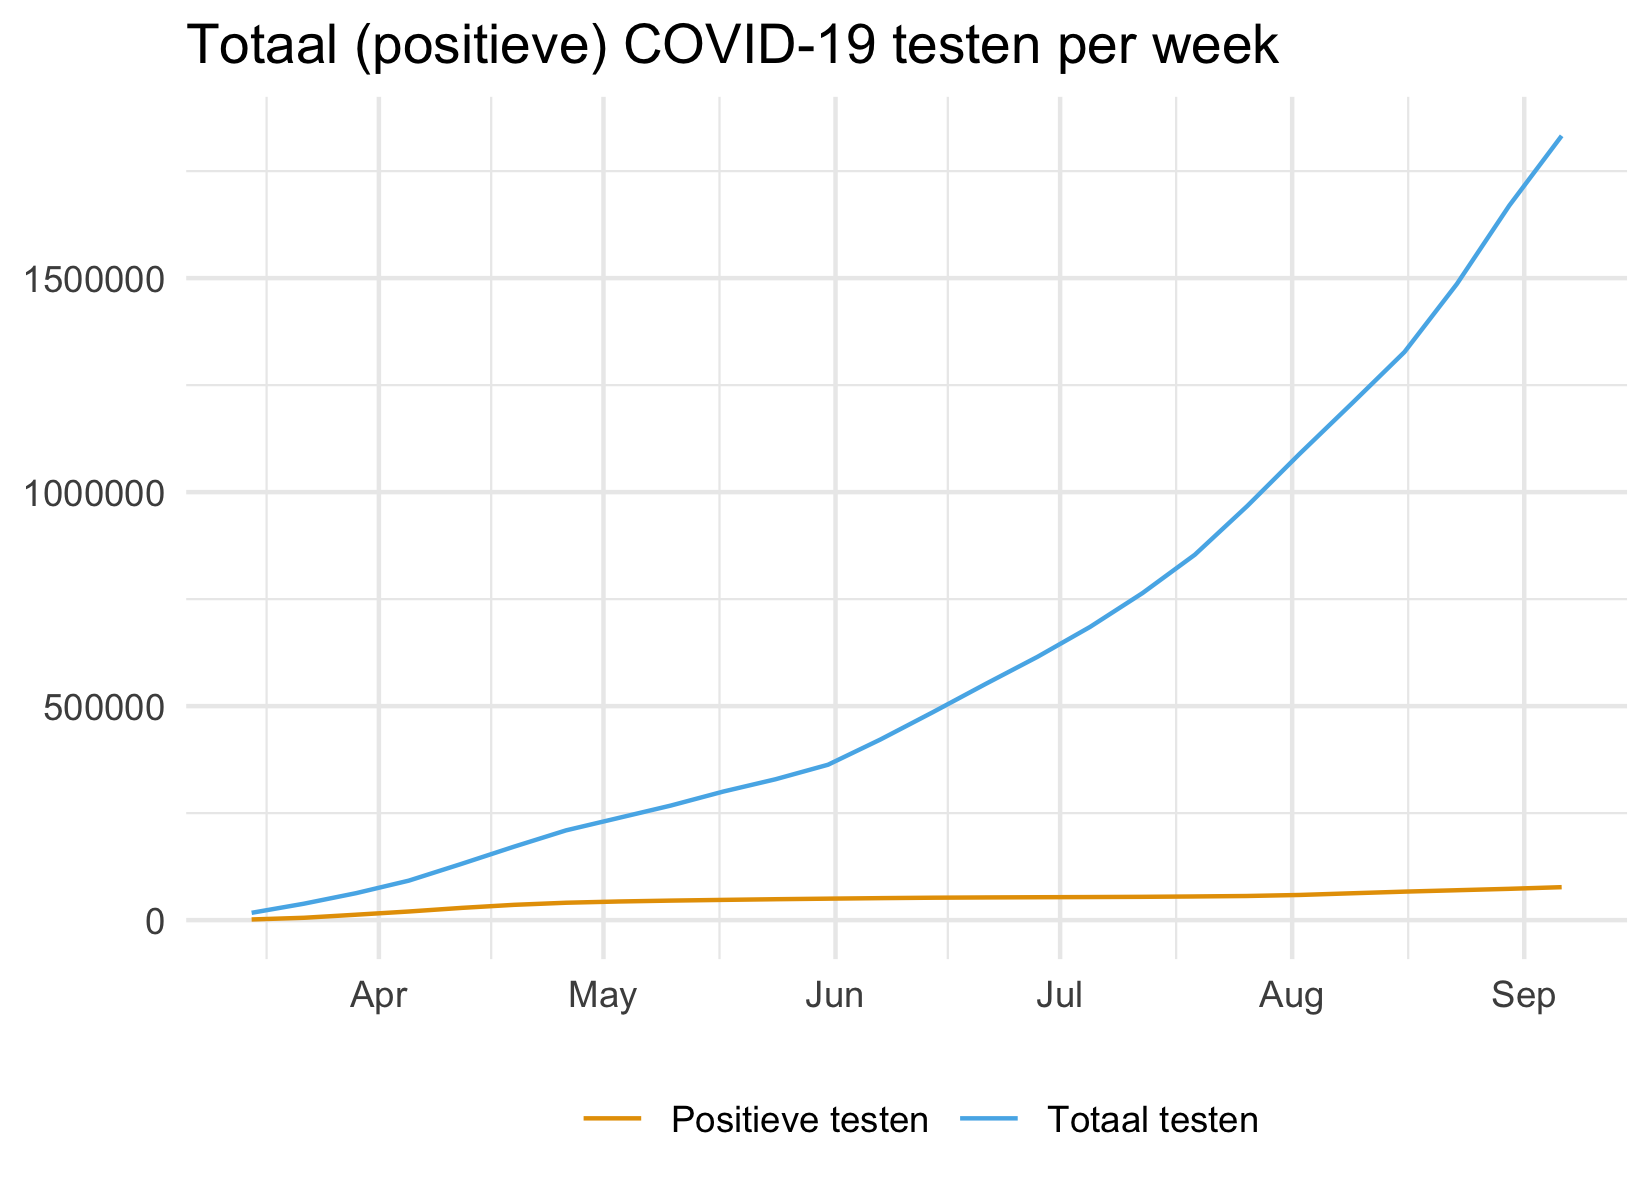 Totaal (positieve) COVID-19 testen per week
1500000
1000000
500000
0
Apr May Jun Jul Aug Sep
Positieve testen Totaal testen